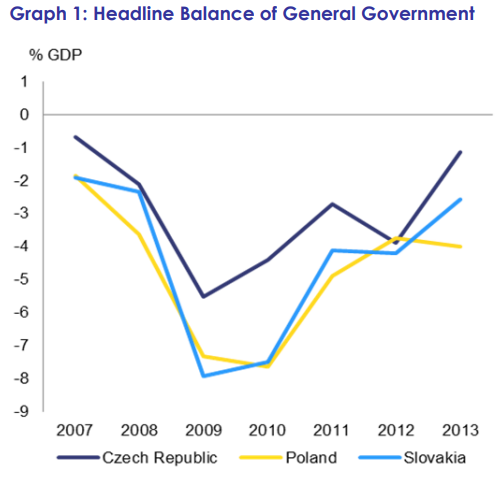 Graph 1: Headline Balance of General Government
% GDP
1
0
-1
-2
-3
-4
-5
-6
-7
-8
-9
2007 2008 2009 2010 2011 2012 2013
Czech Republic Poland Slovakia